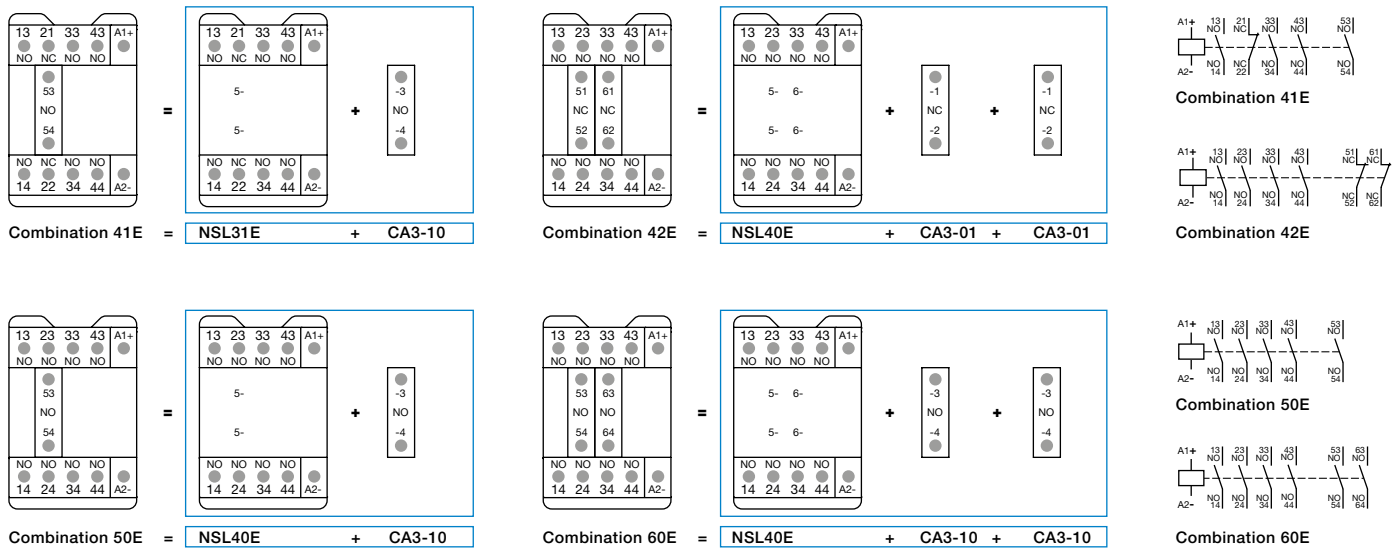 13 21 33 43 A1+
NO NC NO NO
53
NO
54
NO NC NO NO
14 22 34 44 A2-
=
13 21 33 43 A1+
NO NC NO NO
5-
5-
NO NC NO NO
14 22 34 44 A2-
+
-3
NO
-4
Combination 41E = NSL31E + CA3-10
13 23 33 43 A1+
NO NO NO NO
51 61
NC NC
52 62
NO NO NO NO
14 24 34 44 A2-
=
13 23 33 43 A1+
NO NO NO NO
5- 6-
5- 6-
NO NO NO NO
14 24 34 44 A2-
+
-1
NC
-2
+
-1
NC
-2
Combination 42E = NSL40E + CA3-01 + CA3-01
A1+ 13 21 33 43 53
NO NC NO NO NO
NO NC NO NO NO
A2- 14 22 34 44 54
Combination 41E
A1+ 13 23 33 43 51 61
NO NO NO NO NC NC
NO NO NO NO NC NC
A2- 14 24 34 44 52 62
Combination 42E
13 23 33 43 A1+
NO NO NO NO
53
NO
54
NO NO NO NO
14 24 34 44 A2-
=
13 23 33 43 A1+
NO NO NO NO
5-
5-
NO NO NO NO
14 24 34 44 A2-
+
-3
NO
-4
Combination 50E = NSL40E + CA3-10
13 23 33 43 A1+
NO NO NO NO
53 63
NO NO
54 64
NO NO NO NO
14 24 34 44 A2-
=
13 23 33 43 A1+
NO NO NO NO
5- 6-
5- 6-
NO NO NO NO
14 24 34 44 A2-
+
-3
NO
-4
+
-3
NO
-4
Combination 60E = NSL40E + CA3-10 + CA3-10
A1+ 13 23 33 43 53
NO NO NO NO NO
NO NO NO NO NO
A2- 14 24 34 44 54
Combination 50E
A1+ 13 23 33 43 53 63
NO NO NO NO NO NO
NO NO NO NO NO NO
A2- 14 24 34 44 54 64
Combination 60E